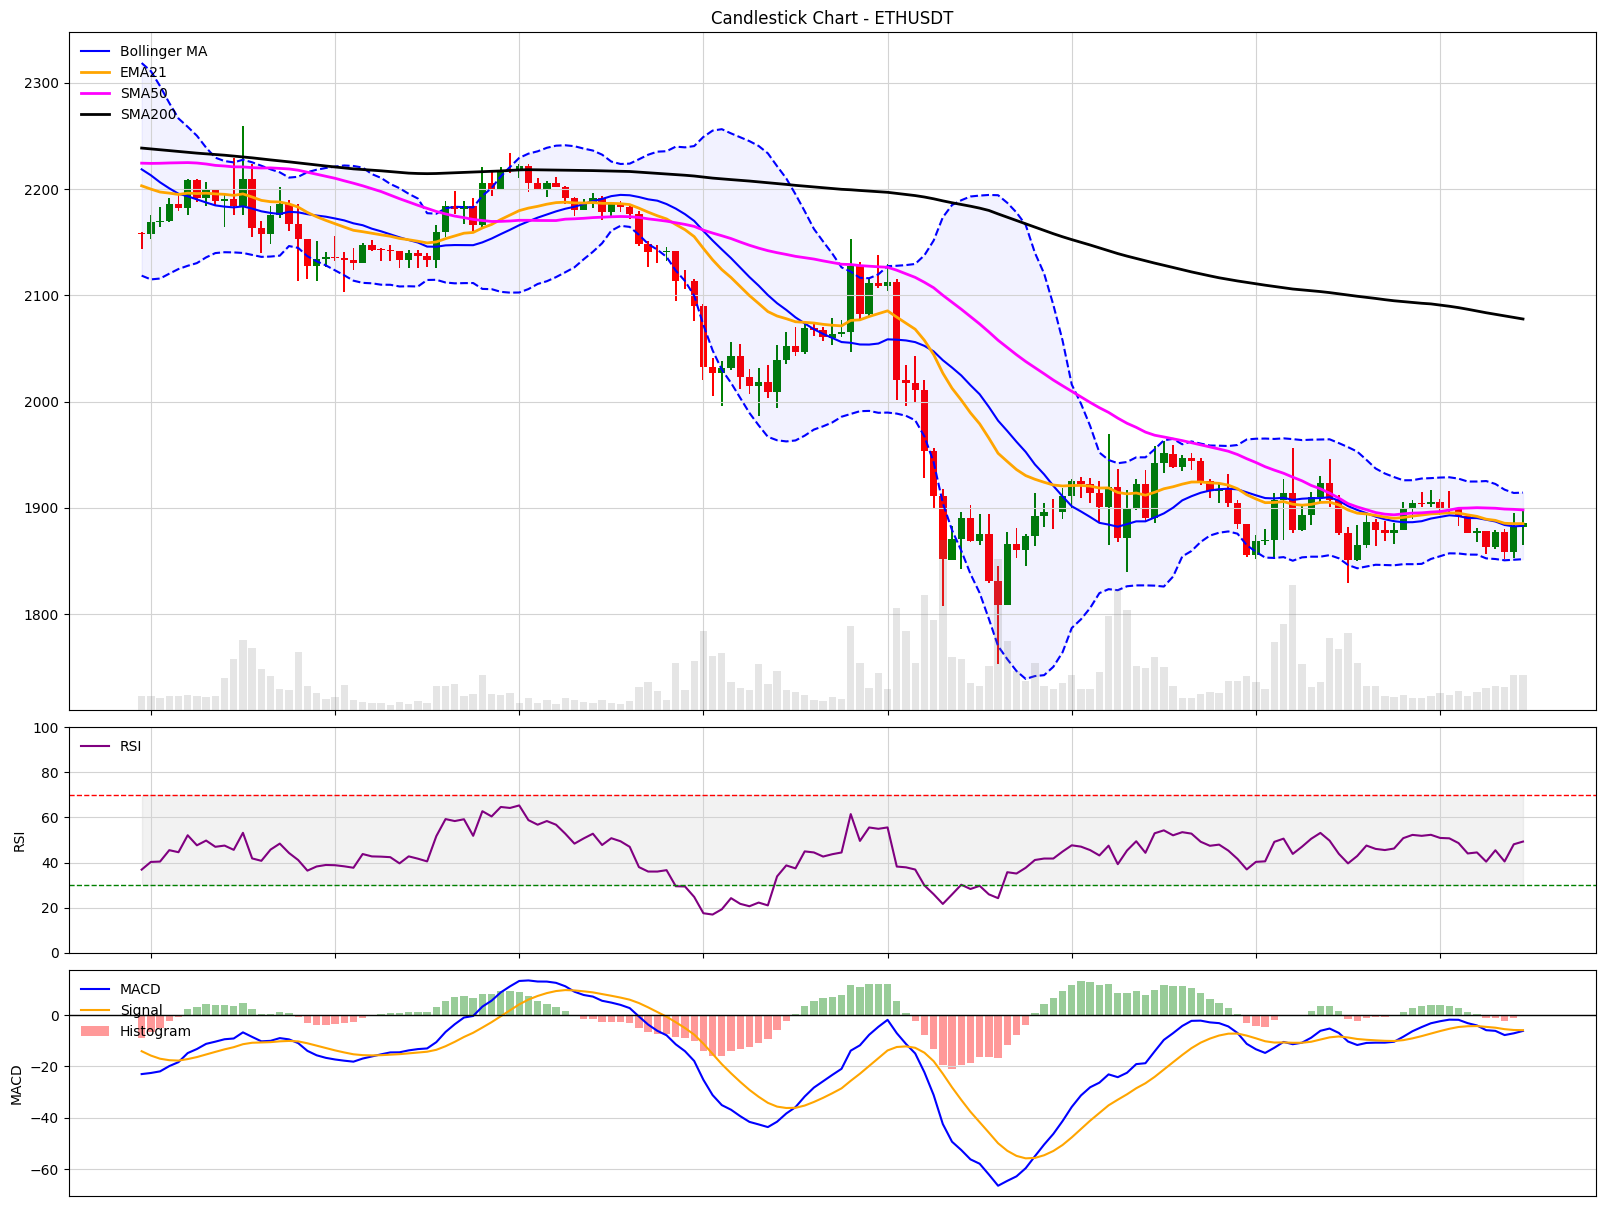 Candlestick Chart - ETHUSDT
Bollinger MA
EMA21
SMA50
SMA200
2300
2200
2100
2000
1900
1800
RSI
100
80
60
40
20
0
RSI
MACD
Signal
Histogram
0
−20
−40
−60
MACD